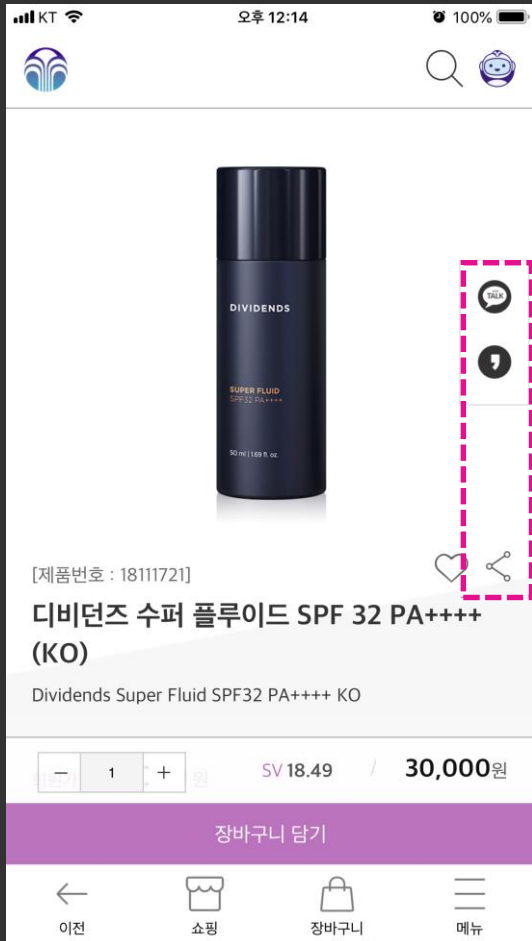 KT 오후 12:14 100%
DIVIDENDS
TALK
SUPER FLUID
SPF32 PA++++
50 ml | 1.69 fl. oz.
[제품번호 : 18111721]
디비던즈 수퍼 플루이드 SPF 32 PA++++
(KO)
Dividends Super Fluid SPF32 PA++++ KO
− 1 + SV 18.49 / 30,000원
장바구니 담기
이전 쇼핑 장바구니 메뉴